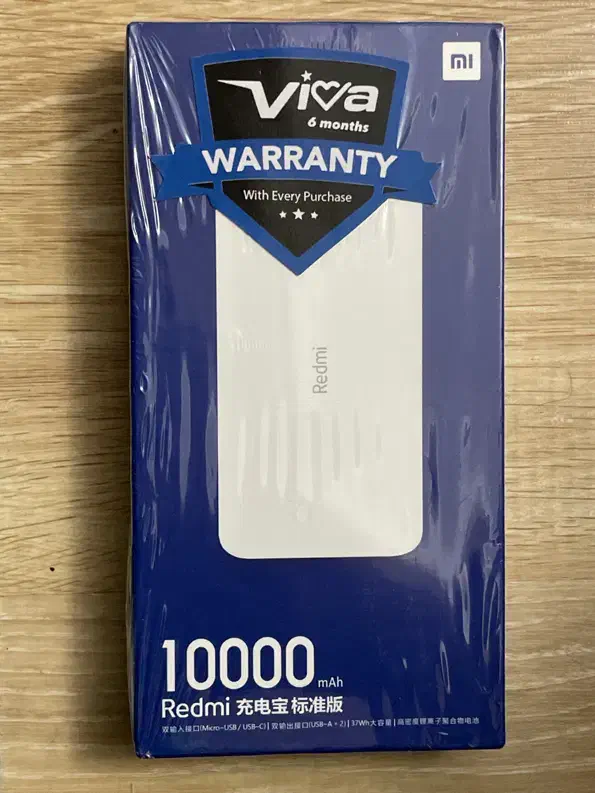 mi
Viva
6 months
WARRANTY
With Every Purchase
Redmi
10000 mAh
Redmi 充电宝 标准版
双输入接口(Micro-USB / USB-C) | 双输出接口(USB-A × 2) | 37Wh大容量 | 高密度锂离子聚合物电池